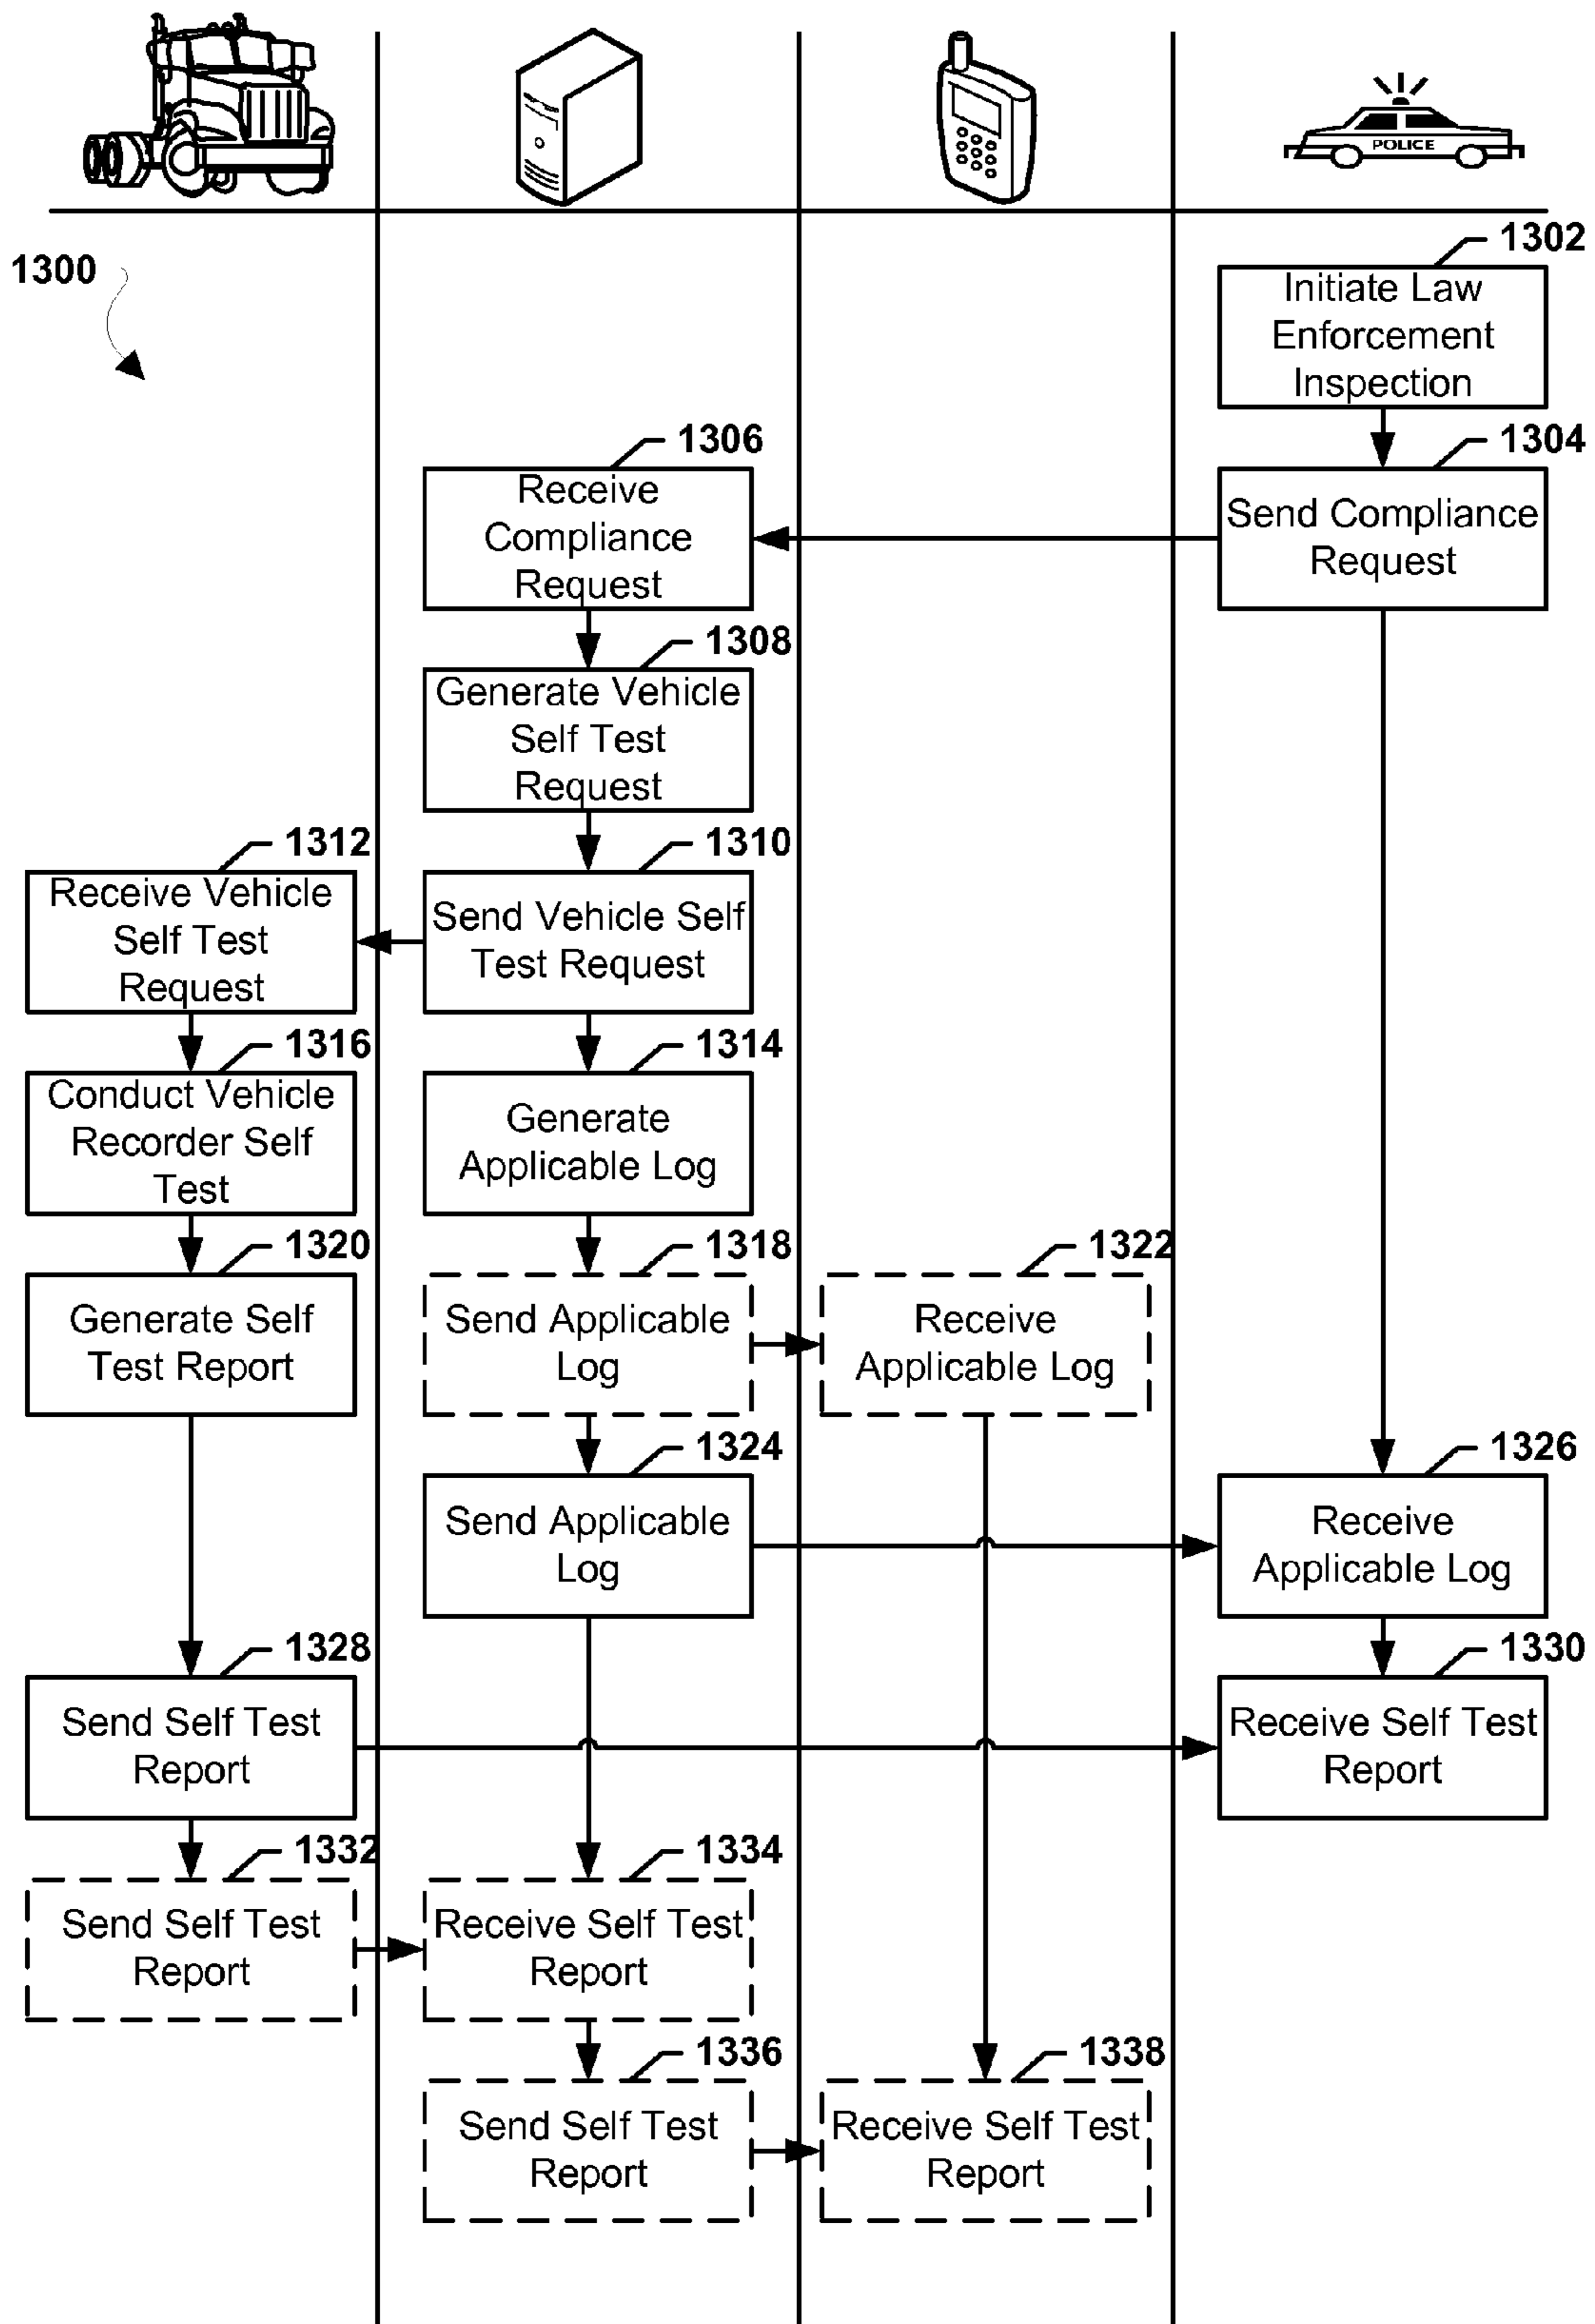 POLICE
1300
1302
Initiate Law
Enforcement
Inspection
1304
Send Compliance
Request
1306
Receive
Compliance
Request
1308
Generate Vehicle
Self Test
Request
1310
Send Vehicle Self
Test Request
1312
Receive Vehicle
Self Test
Request
1314
Generate
Applicable Log
1316
Conduct Vehicle
Recorder Self
Test
1318
Send Applicable
Log
1320
Generate Self
Test Report
1322
Receive
Applicable Log
1324
Send Applicable
Log
1326
Receive
Applicable Log
1328
Send Self Test
Report
1330
Receive Self Test
Report
1332
Send Self Test
Report
1334
Receive Self Test
Report
1336
Send Self Test
Report
1338
Receive Self Test
Report